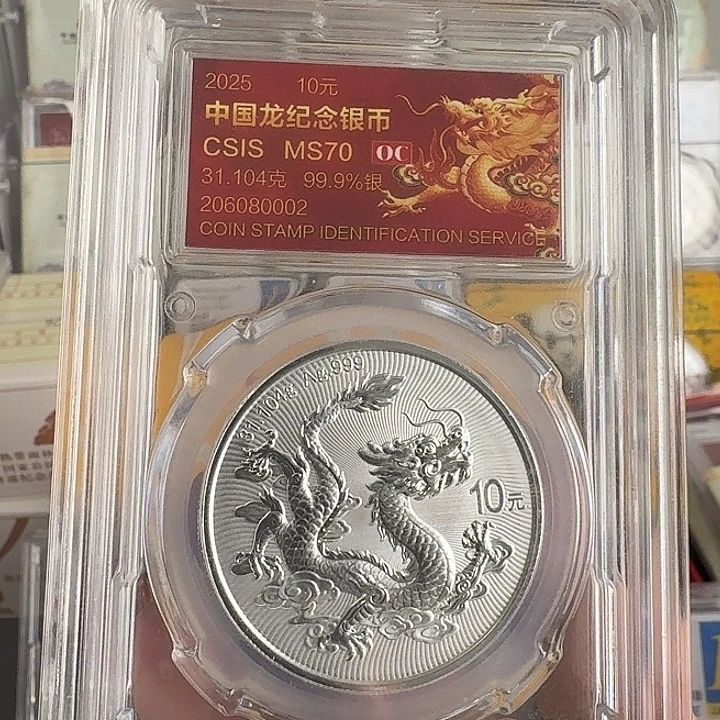 2025 10元
中国龙纪念银币
CSIS MS70 OC
31.104克 99.9%银
206080002
COIN STAMP IDENTIFICATION SERVICE
31.104g Ag.999
10元